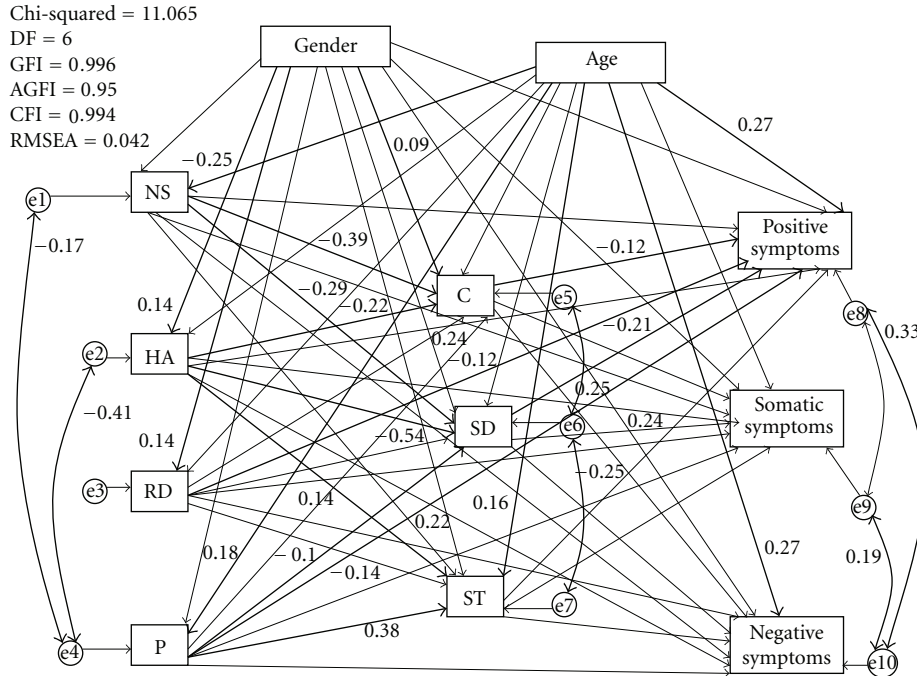 Chi-squared = 11.065
DF = 6
GFI = 0.996
AGFI = 0.95
CFI = 0.994
RMSEA = 0.042
Gender
Age
0.27
−0.25
0.09
NS
e1
−0.17
Positive
symptoms
−0.39
−0.12
−0.29
−0.22
C
e5
0.14
e8
−0.21
0.33
0.24
e2
HA
−0.12
0.25
−0.41
Somatic
symptoms
SD
e6
0.24
−0.54
0.14
−0.25
e3
RD
0.14
0.16
e9
0.22
0.18
−0.1
0.27
0.19
−0.14
ST
e7
0.38
e4
P
Negative
symptoms
e10